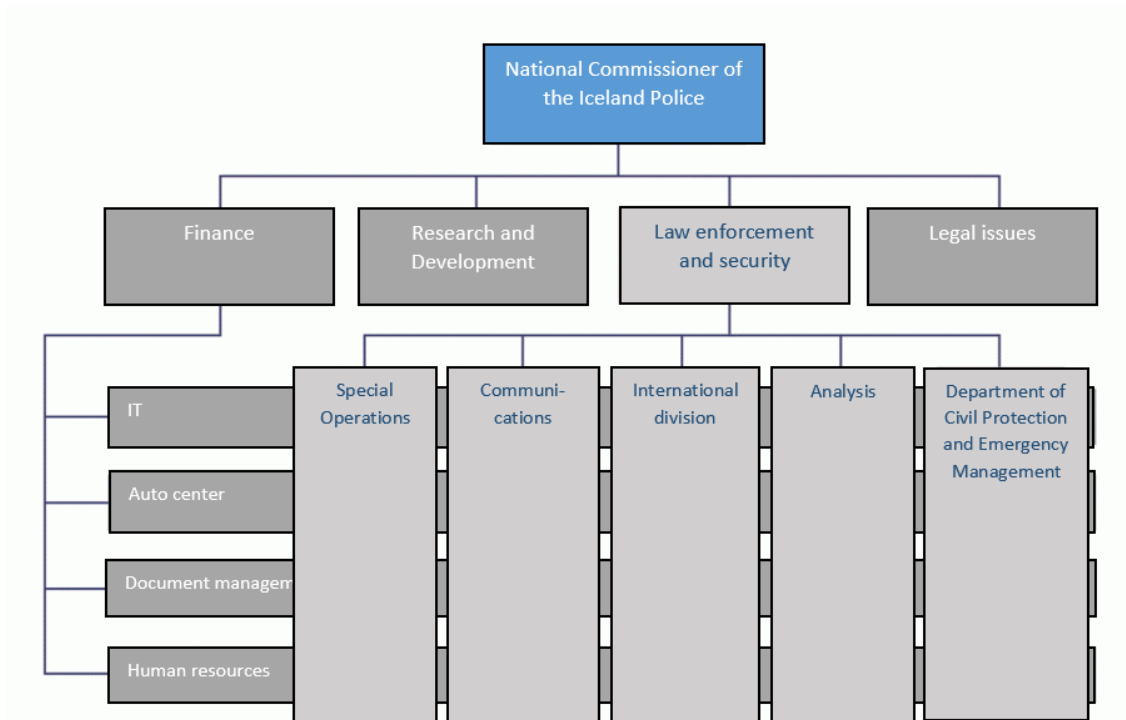 National Commissioner of
the Iceland Police
Finance
Research and
Development
Law enforcement
and security
Legal issues
IT
Auto center
Document managem
Human resources
Special
Operations
Communi-
cations
International
division
Analysis
Department of
Civil Protection
and Emergency
Management